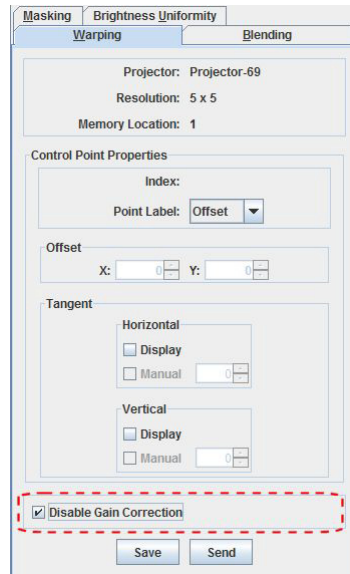 Masking Brightness Uniformity
Warping Blending
Projector: Projector-69
Resolution: 5 x 5
Memory Location: 1
Control Point Properties
Index:
Point Label: Offset
Offset
X: 0 Y: 0
Tangent
Horizontal
Display
Manual 0
Vertical
Display
Manual 0
Disable Gain Correction
Save Send